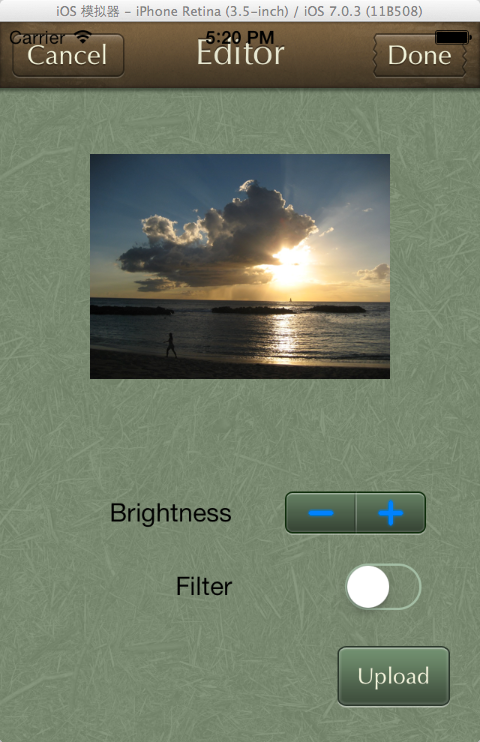 iOS 模拟器 - iPhone Retina (3.5-inch) / iOS 7.0.3 (11B508)
Carrier 5:20 PM
Cancel Editor Done
Brightness
Filter
Upload